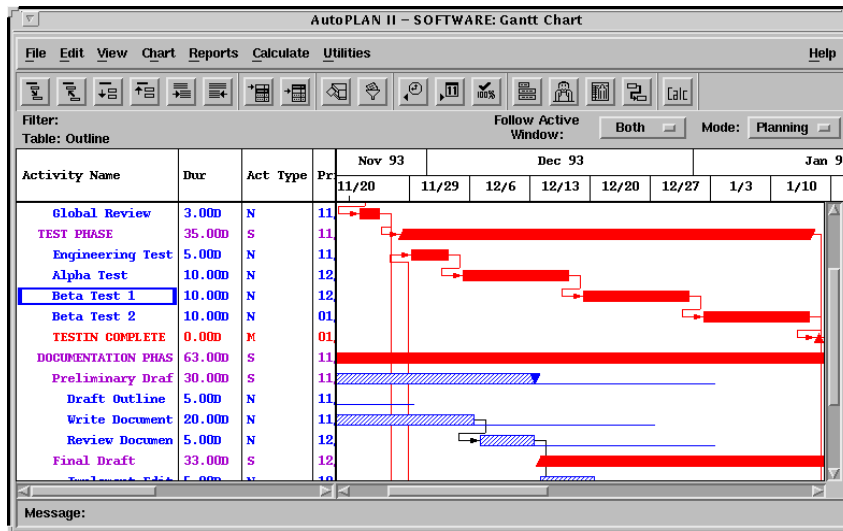 AutoPLAN II – SOFTWARE: Gantt Chart
File Edit View Chart Reports Calculate Utilities Help
11 100% Calc
Filter: Follow Active Window: Both Mode: Planning
Table: Outline
Nov 93 Dec 93 Jan 9
Activity Name Dur Act Type Pr
11/20 11/29 12/6 12/13 12/20 12/27 1/3 1/10
Global Review 3.00D N 11
TEST PHASE 35.00D S 11
Engineering Test 5.00D N 11
Alpha Test 10.00D N 12
Beta Test 1 10.00D N 12
Beta Test 2 10.00D N 01
TESTIN COMPLETE 0.00D M 01
DOCUMENTATION PHAS 63.00D S 11
Preliminary Draf 30.00D S 11
Draft Outline 5.00D N 11
Write Document 20.00D N 11
Review Documen 5.00D N 12
Final Draft 33.00D S 12
Message: